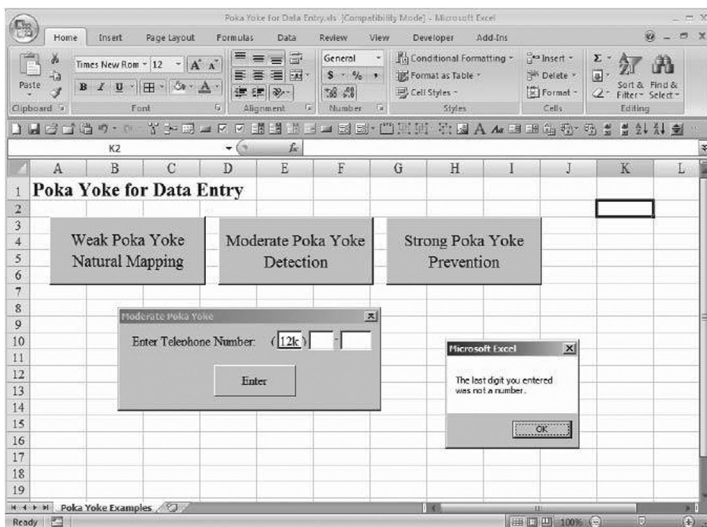 Poka Yoke for Data Entry.xls [Compatibility Mode] - Microsoft Excel
Home Insert Page Layout Formulas Data Review View Developer Add-Ins
Times New Rom 12 A A General Conditional Formatting Insert Σ
Paste B I U A $ % , Format as Table Delete Sort & Find &
Cell Styles Format Filter Select
Clipboard Font Alignment Number Styles Cells Editing
K2 fx
A B C D E F G H I J K L
1 Poka Yoke for Data Entry
2
3
4 Weak Poka Yoke Moderate Poka Yoke Strong Poka Yoke
5 Natural Mapping Detection Prevention
6
7
8 Moderate Poka Yoke
9
10 Enter Telephone Number: ( 12k ) - Microsoft Excel
11
12 Enter The last digit you entered
13 was not a number.
14
15 OK
16
17
18
19
Poka Yoke Examples
Ready 100%